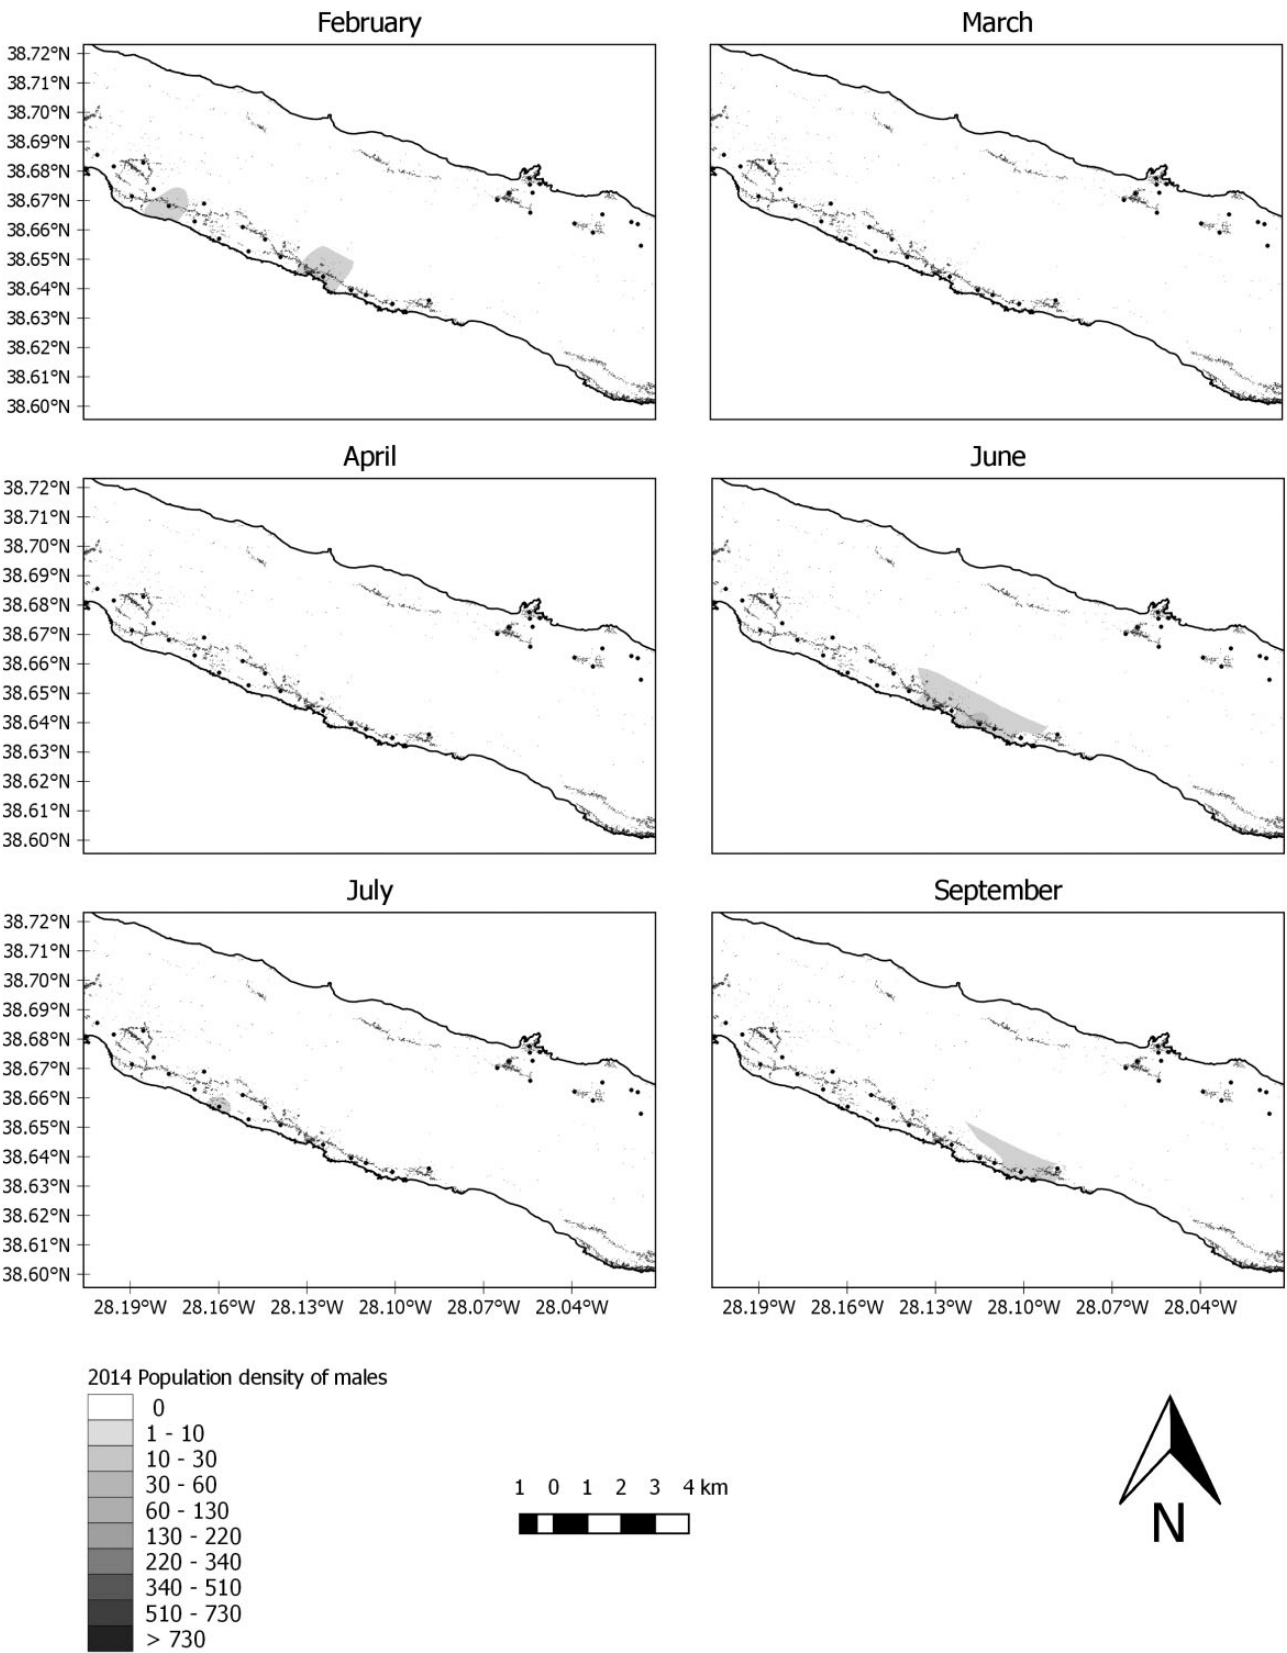 February
March
38.72°N
38.71°N
38.70°N
38.69°N
38.68°N
38.67°N
38.66°N
38.65°N
38.64°N
38.63°N
38.62°N
38.61°N
38.60°N
April
June
38.72°N
38.71°N
38.70°N
38.69°N
38.68°N
38.67°N
38.66°N
38.65°N
38.64°N
38.63°N
38.62°N
38.61°N
38.60°N
July
September
38.72°N
38.71°N
38.70°N
38.69°N
38.68°N
38.67°N
38.66°N
38.65°N
38.64°N
38.63°N
38.62°N
38.61°N
38.60°N
28.19°W 28.16°W 28.13°W 28.10°W 28.07°W 28.04°W
28.19°W 28.16°W 28.13°W 28.10°W 28.07°W 28.04°W
2014 Population density of males
0
1 - 10
10 - 30
30 - 60
60 - 130
130 - 220
220 - 340
340 - 510
510 - 730
> 730
1 0 1 2 3 4 km
N